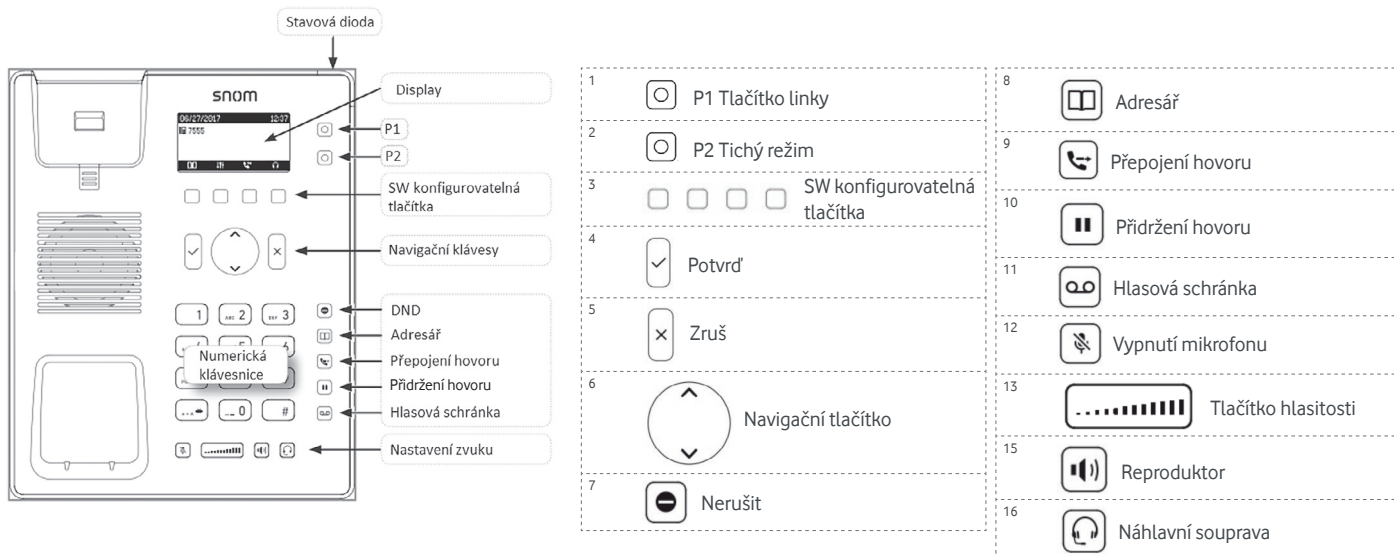 Stavová dioda
snom
06/27/2017 12:37
7555
Display
P1
P2
SW konfigurovatelná
tlačítka
Navigační klávesy
1
ABC 2
DEF 3
Numerická
klávesnice
0
#
DND
Adresář
Přepojení hovoru
Přidržení hovoru
Hlasová schránka
Nastavení zvuku
1
P1 Tlačítko linky
2
P2 Tichý režim
3
SW konfigurovatelná
tlačítka
4
Potvrď
5
Zruš
6
Navigační tlačítko
7
Nerušit
8
Adresář
9
Přepojení hovoru
10
Přidržení hovoru
11
Hlasová schránka
12
Vypnutí mikrofonu
13
Tlačítko hlasitosti
15
Reproduktor
16
Náhlavní souprava